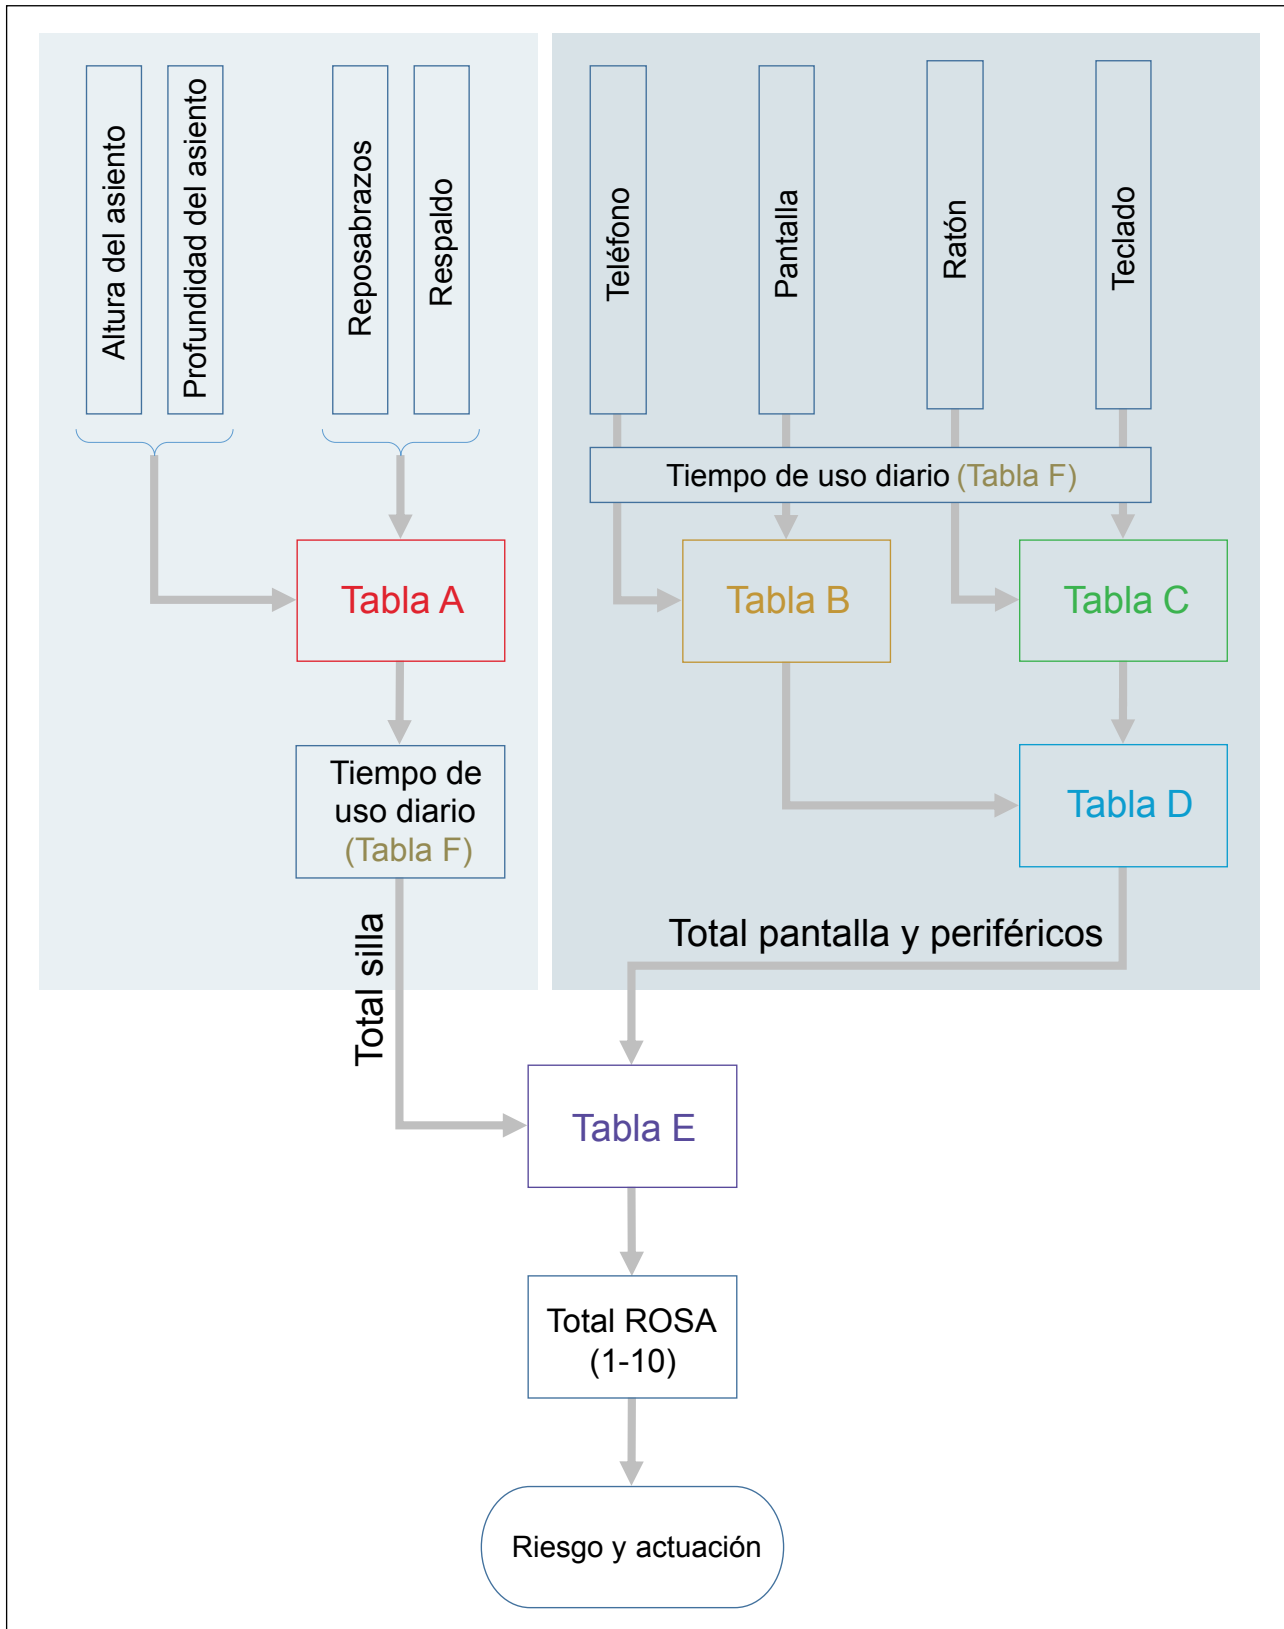 Altura del asiento
Profundidad del asiento
Reposabrazos
Respaldo
Teléfono
Pantalla
Ratón
Teclado
Tiempo de uso diario (Tabla F)
Tabla A
Tabla B
Tabla C
Tiempo de
uso diario
(Tabla F)
Tabla D
Total silla
Total pantalla y periféricos
Tabla E
Total ROSA
(1-10)
Riesgo y actuación